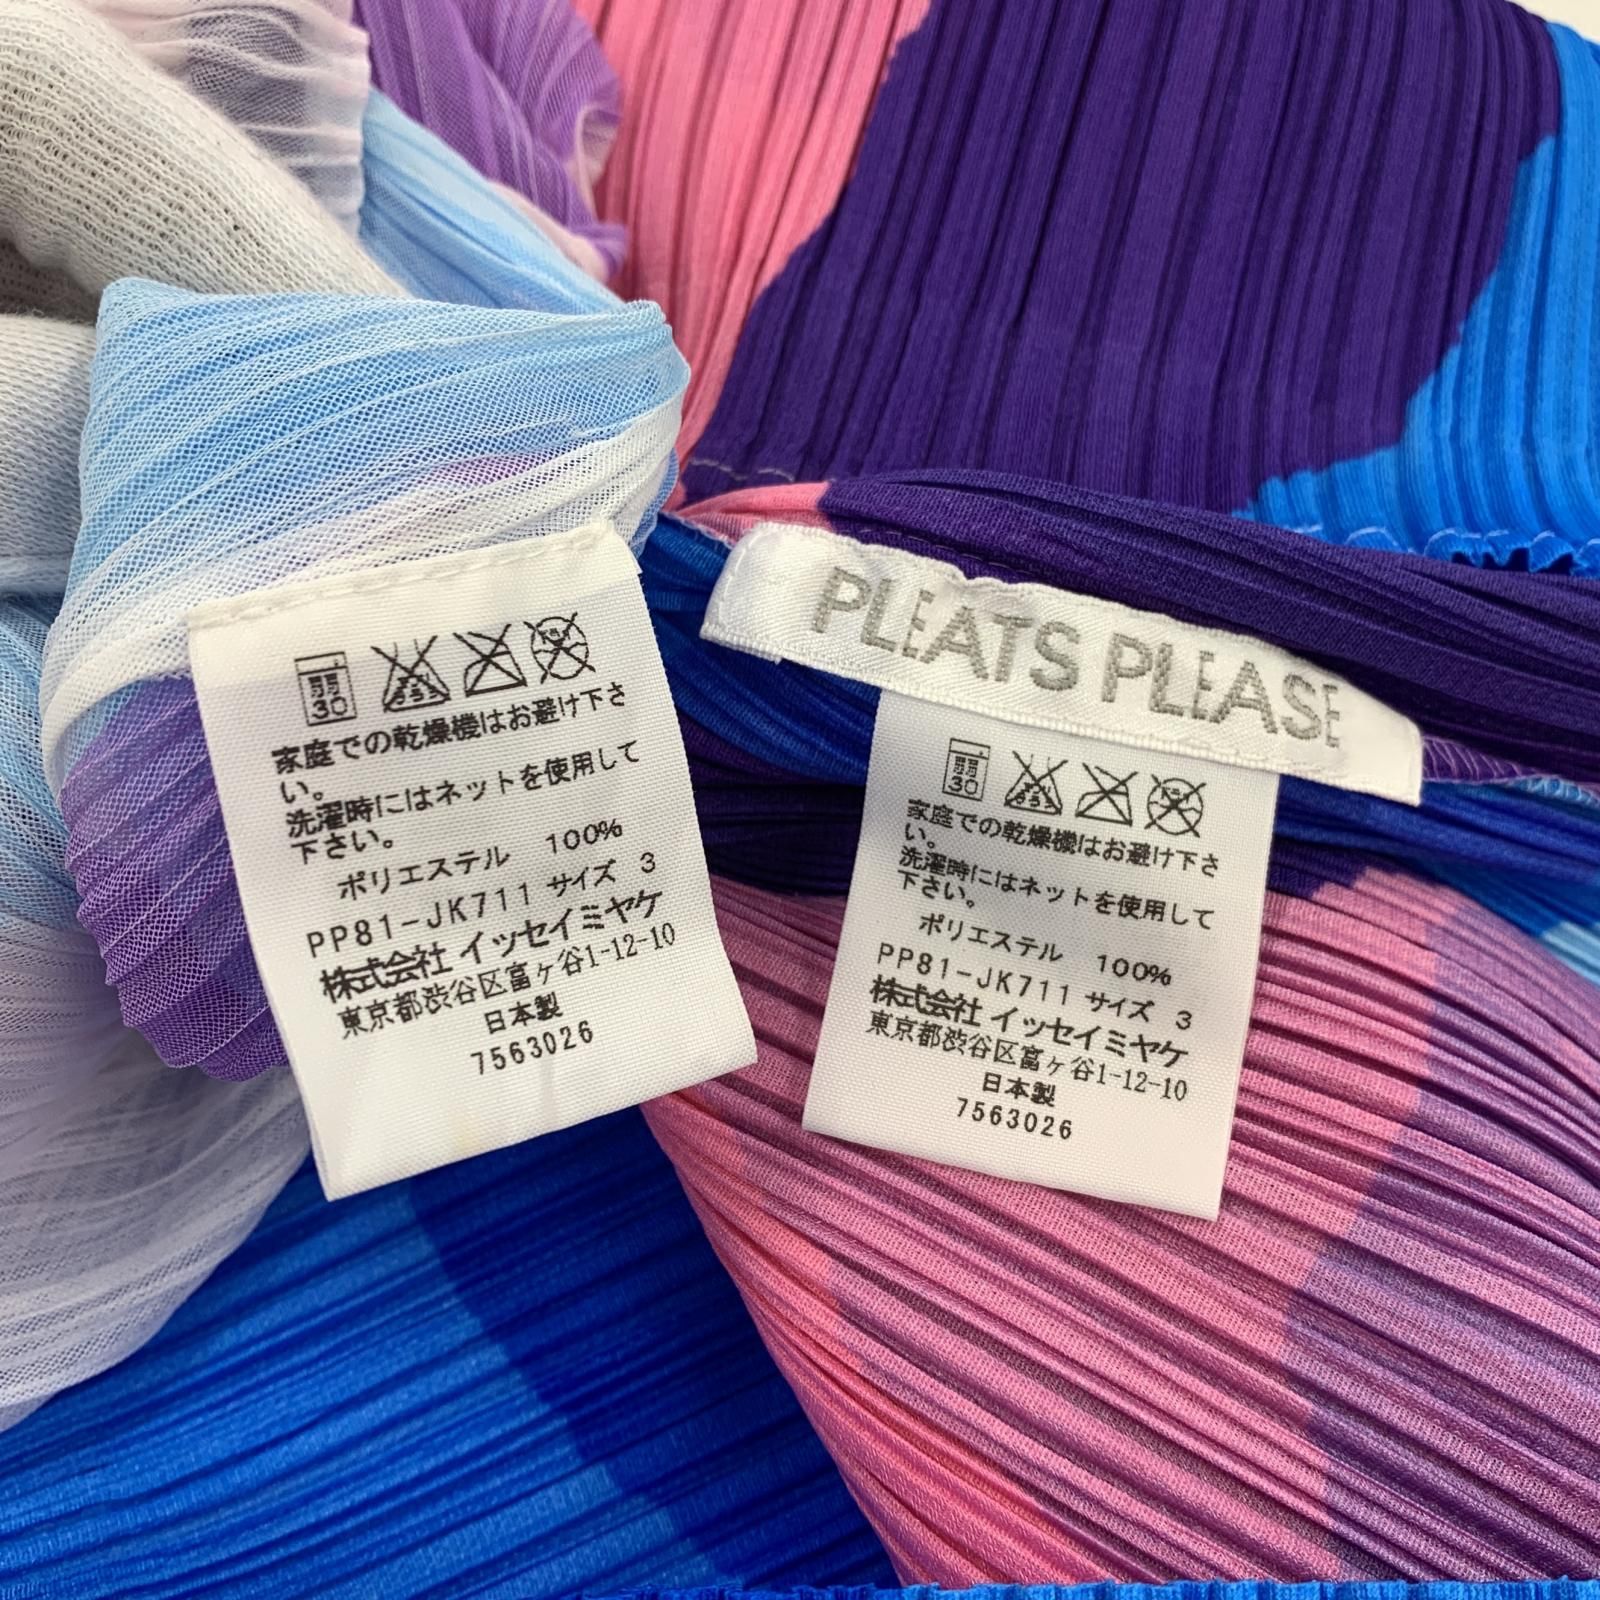 弱
30
家庭での乾燥機はお避け下さ
い。
洗濯時にはネットを使用して
下さい。
ポリエステル 100%
PP81-JK711 サイズ 3
株式会社 イッセイミヤケ
東京都渋谷区富ヶ谷1-12-10
日本製
7563026
PLEATS PLEASE
弱
30
家庭での乾燥機はお避け下さ
い。
洗濯時にはネットを使用して
下さい。
ポリエステル 100%
PP81-JK711 サイズ 3
株式会社 イッセイミヤケ
東京都渋谷区富ヶ谷1-12-10
日本製
7563026